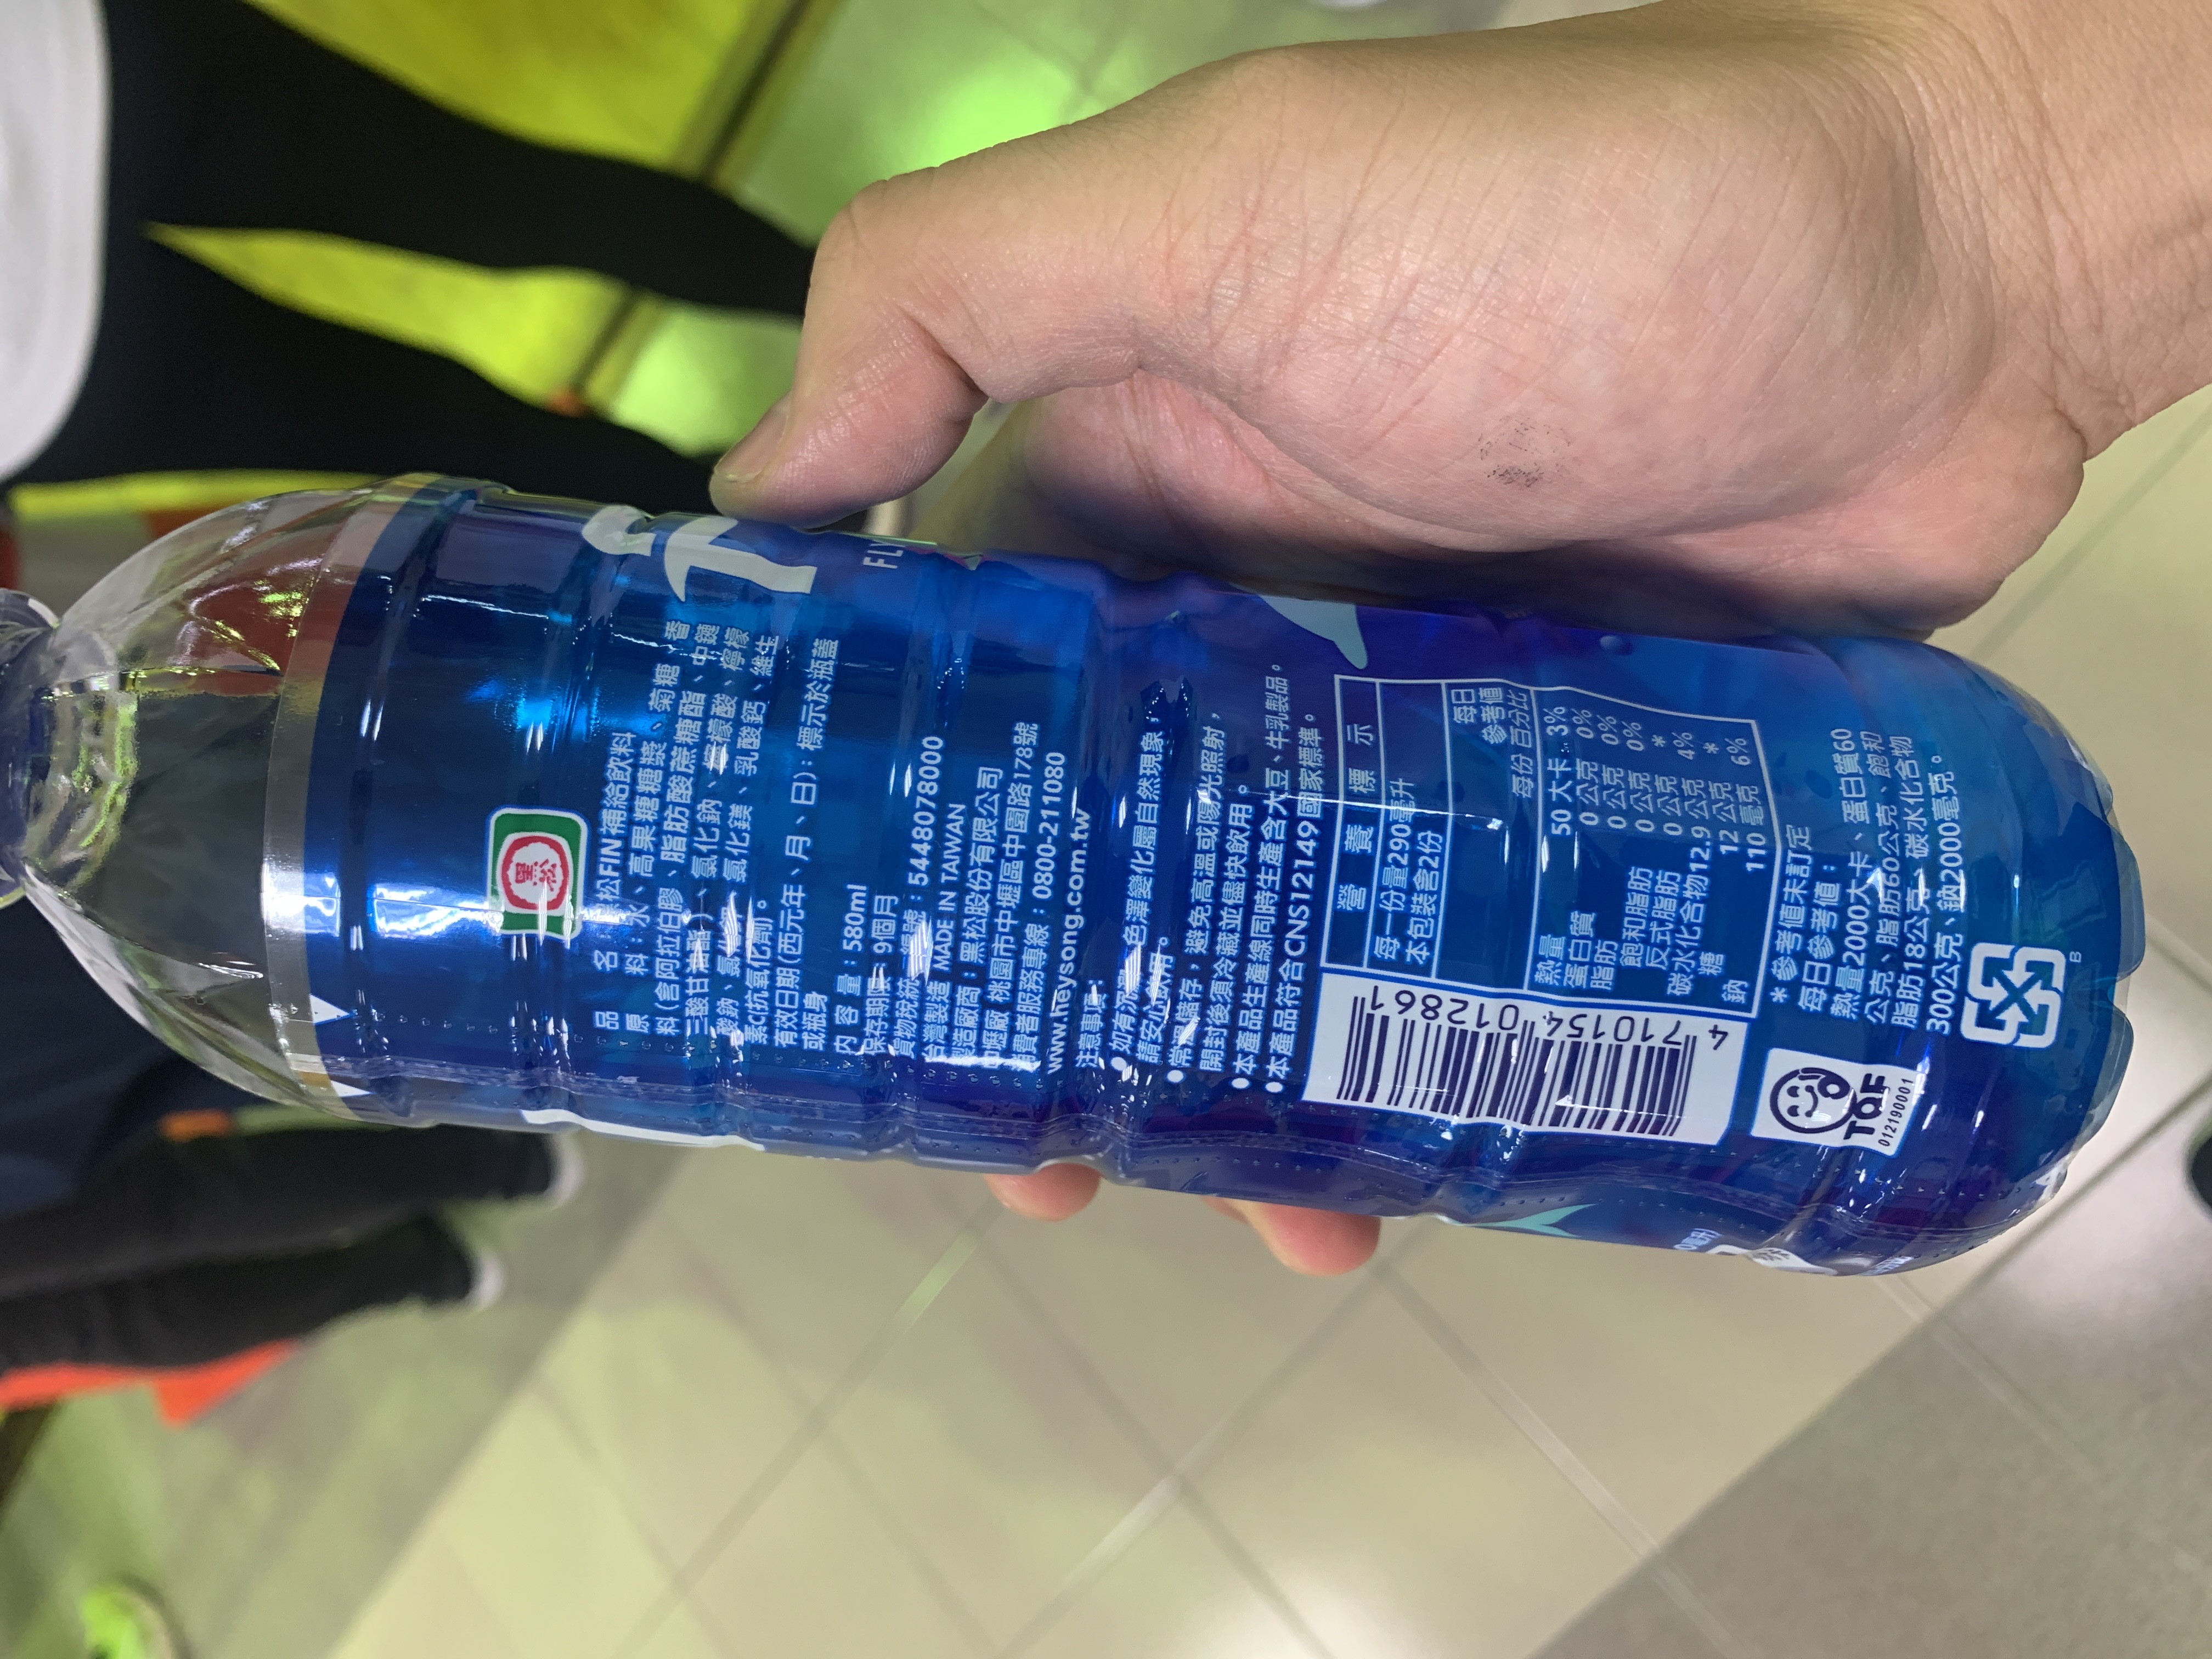 黑松
品名：黑松FIN補給飲料
原料：水、高果糖糖漿、菊糖、香
料(含阿拉伯膠、脂肪酸蔗糖酯、中鏈
三酸甘油酯)、氯化鈉、檸檬酸、檸檬
酸鈉、氯化鉀、氯化鎂、乳酸鈣、維生
素C(抗氧化劑)。
有效日期(西元年、月、日)：標示於瓶蓋
或瓶身
內容量：580ml
保存期限：9個月
貨物稅統一編號：5448078000
台灣製造 MADE IN TAIWAN
製造廠商：黑松股份有限公司
中壢廠 桃園市中壢區中園路178號
消費者服務專線：0800-211080
www.heysong.com.tw
注意事項：
●如有沉澱、色澤變化屬自然現象，
請安心飲用。
●常溫儲存，避免高溫或陽光照射，
開封後須冷藏並儘快飲用。
●本產品生產線同時生產含大豆、牛乳製品。
●本產品符合CNS12149國家標準。
營養標示
每一份量290毫升
本包裝含2份
每日
參考值
每份 百分比
熱量 50 大卡 3%
蛋白質 0 公克 0%
脂肪 0 公克 0%
飽和脂肪 0 公克 0%
反式脂肪 0 公克 *
碳水化合物 12.9 公克 4%
糖 12 公克 *
鈉 110 毫克 6%
*參考值未訂定
每日參考值：
熱量2000大卡、蛋白質60
公克、脂肪60公克、飽和
脂肪18公克、碳水化合物
300公克、鈉2000毫克。
4 710154 012861
TQF
012190001
B
FLY